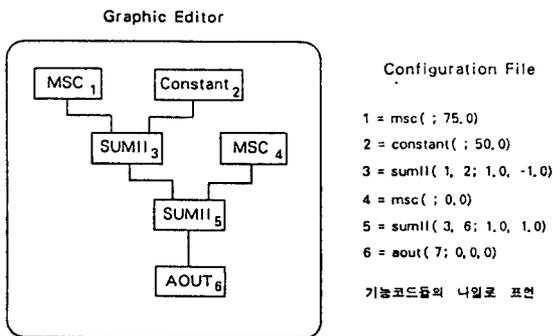 Graphic Editor
MSC 1
Constant 2
SUMII 3
MSC 4
SUMII 5
AOUT 6
Configuration File
1 = msc( ; 75.0)
2 = constant( ; 50.0)
3 = sumII( 1, 2; 1.0, -1.0)
4 = msc( ; 0.0)
5 = sumII( 3, 6; 1.0, 1.0)
6 = aout( 7; 0,0,0)
기능코드들의 나일로 표현